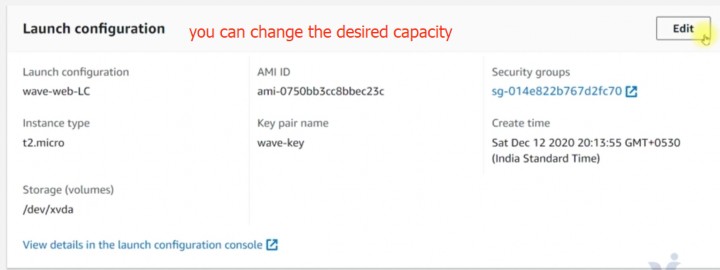 Launch configuration
you can change the desired capacity
Edit
Launch configuration
wave-web-LC
AMI ID
ami-0750bb3cc8bbec23c
Security groups
sg-014e822b767d2fc70
Instance type
t2.micro
Key pair name
wave-key
Create time
Sat Dec 12 2020 20:13:55 GMT+0530
(India Standard Time)
Storage (volumes)
/dev/xvda
View details in the launch configuration console